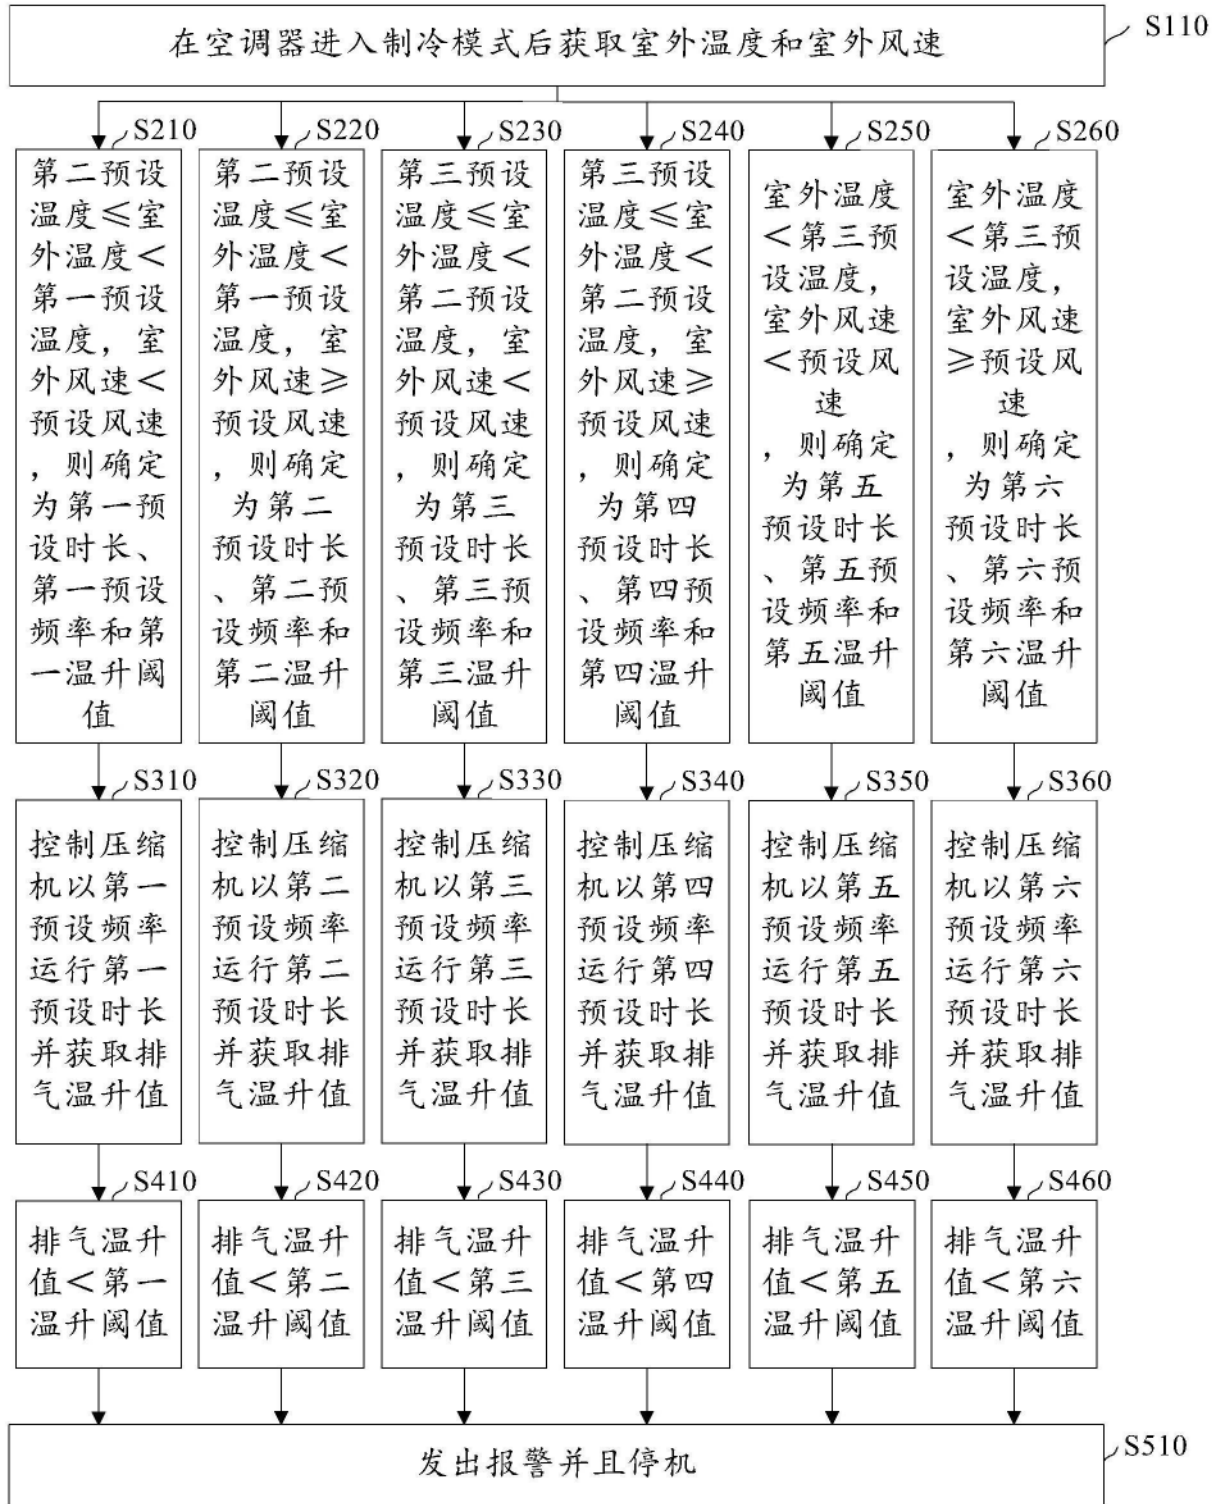 在空调器进入制冷模式后获取室外温度和室外风速
S110
S210
第二预设
温度≤室
外温度<
第一预设
温度，室
外风速<
预设风速
，则确定
为第一预
设时长、
第一预设
频率和第
一温升阈
值
S220
第二预设
温度≤室
外温度<
第一预设
温度，室
外风速≥
预设风速
，则确定
为第二
预设时长
、第二预
设频率和
第二温升
阈值
S230
第三预设
温度≤室
外温度<
第二预设
温度，室
外风速<
预设风速
，则确定
为第三
预设时长
、第三预
设频率和
第三温升
阈值
S240
第三预设
温度≤室
外温度<
第二预设
温度，室
外风速≥
预设风速
，则确定
为第四
预设时长
、第四预
设频率和
第四温升
阈值
S250
室外温度
<第三预
设温度，
室外风速
<预设风
速
，则确定
为第五
预设时长
、第五预
设频率和
第五温升
阈值
S260
室外温度
<第三预
设温度，
室外风速
≥预设风
速
，则确定
为第六
预设时长
、第六预
设频率和
第六温升
阈值
S310
控制压缩
机以第一
预设频率
运行第一
预设时长
并获取排
气温升值
S320
控制压缩
机以第二
预设频率
运行第二
预设时长
并获取排
气温升值
S330
控制压缩
机以第三
预设频率
运行第三
预设时长
并获取排
气温升值
S340
控制压缩
机以第四
预设频率
运行第四
预设时长
并获取排
气温升值
S350
控制压缩
机以第五
预设频率
运行第五
预设时长
并获取排
气温升值
S360
控制压缩
机以第六
预设频率
运行第六
预设时长
并获取排
气温升值
S410
排气温升
值<第一
温升阈值
S420
排气温升
值<第二
温升阈值
S430
排气温升
值<第三
温升阈值
S440
排气温升
值<第四
温升阈值
S450
排气温升
值<第五
温升阈值
S460
排气温升
值<第六
温升阈值
发出报警并且停机
S510